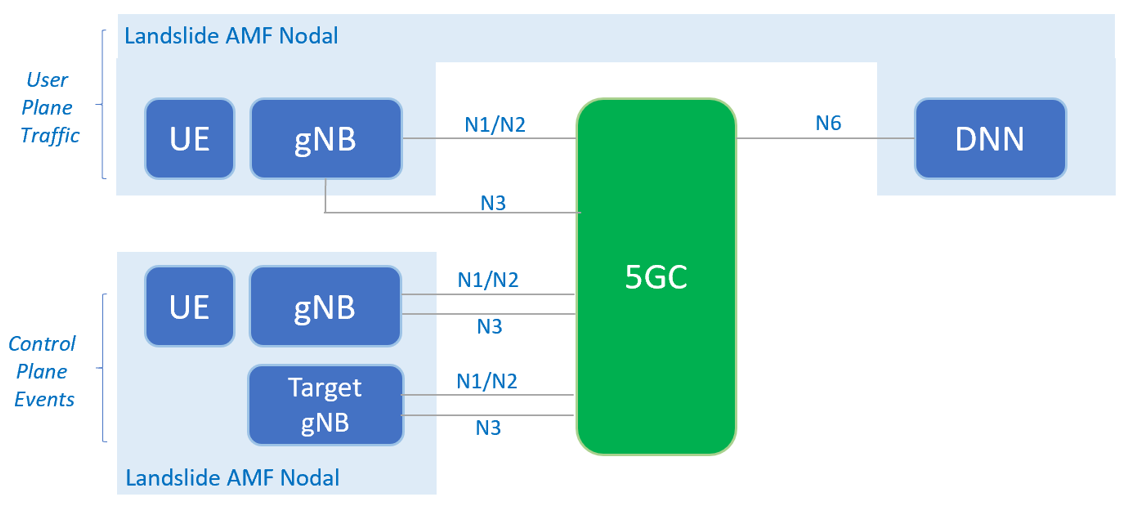 Landslide AMF Nodal
User
Plane
Traffic
UE
gNB
N1/N2
N6
DNN
N3
5GC
UE
gNB
N1/N2
N3
Control
Plane
Events
Target
gNB
N1/N2
N3
Landslide AMF Nodal